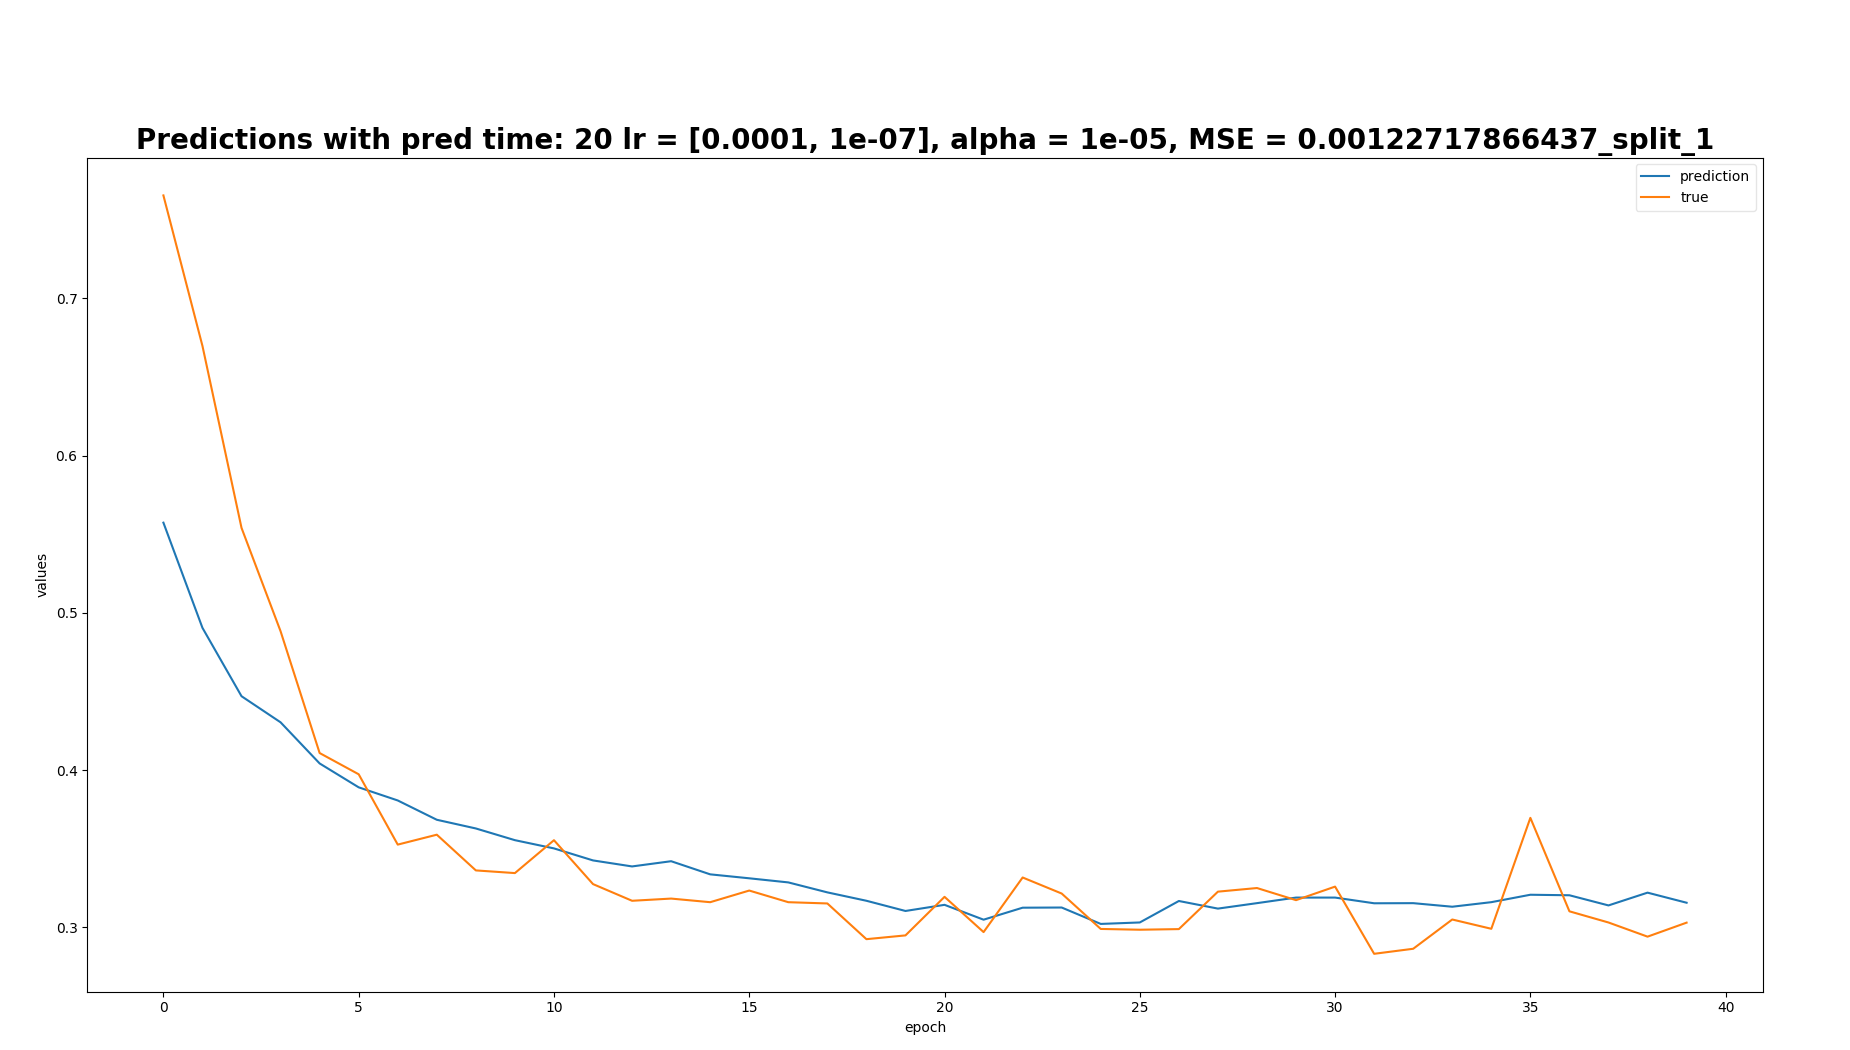 Predictions with pred time: 20 lr = [0.0001, 1e-07], alpha = 1e-05, MSE = 0.00122717866437_split_1
prediction
true
0.7
0.6
0.5
0.4
0.3
values
0 5 10 15 20 25 30 35 40
epoch